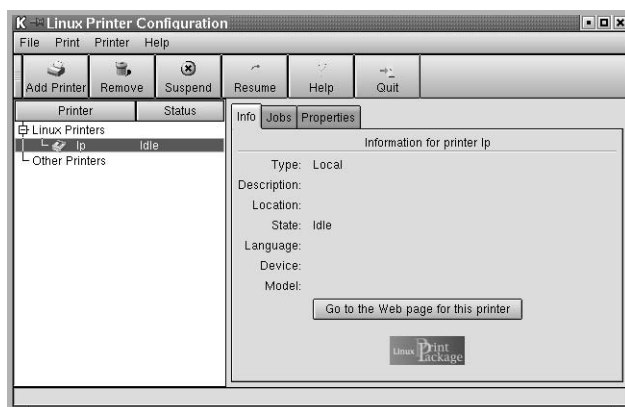 K Linux Printer Configuration
File Print Printer Help
Add Printer Remove Suspend Resume Help Quit
Printer Status
Linux Printers
lp Idle
Other Printers
Info Jobs Properties
Information for printer lp
Type: Local
Description:
Location:
State: Idle
Language:
Device:
Model:
Go to the Web page for this printer
Linux Print Package